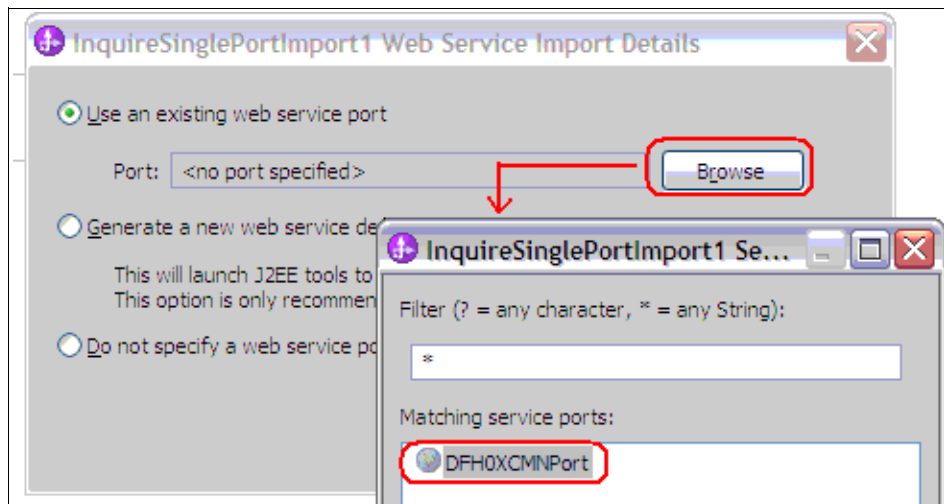 InquireSinglePortImport1 Web Service Import Details
Use an existing web service port
Port: <no port specified> Browse
Generate a new web service de
InquireSinglePortImport1 Se...
This will launch J2EE tools to
This option is only recommen
Filter (? = any character, * = any String):
Do not specify a web service po
*
Matching service ports:
DFH0XCMNPort